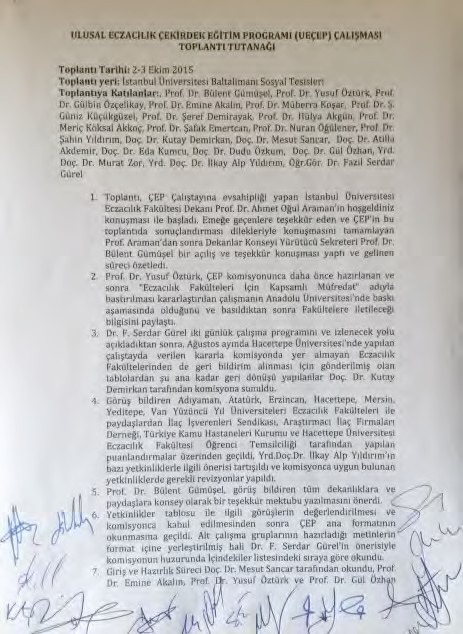 ULUSAL ECZACILIK ÇEKİRDEK EĞİTİM PROGRAMI (UEÇEP) ÇALIŞMASI
TOPLANTI TUTANAĞI
Toplantı Tarihi: 2-3 Ekim 2015
Toplantı yeri: İstanbul Üniversitesi Baltalimanı Sosyal Tesisleri
Toplantıya Katılanlar:, Prof. Dr. Bülent Gümüşel, Prof. Dr. Yusuf Öztürk, Prof.
Dr. Gülbin Özçelikay, Prof. Dr. Emine Akalın, Prof. Dr. Müberra Koşar, Prof. Dr. Ş.
Güniz Küçükgüzel, Prof. Dr. Şeref Demirayak, Prof. Dr. Hülya Akgün, Prof. Dr.
Meriç Köksal Akkoç, Prof. Dr. Şafak Emertcan, Prof. Dr. Nuran Öğülener, Prof. Dr.
Şahin Yıldırım, Doç. Dr. Kutay Demirkan, Doç. Dr. Mesut Sancar, Doç. Dr. Atilla
Akdemir, Doç. Dr. Eda Kumcu, Doç. Dr. Dudu Özkum, Doç. Dr. Gül Özhan, Yrd.
Doç. Dr. Murat Zor, Yrd. Doç. Dr. İlkay Alp Yıldırım, Öğr.Gör. Dr. Fazıl Serdar
Gürel
1. Toplantı, ÇEP Çalıştayına evsahipliği yapan İstanbul Üniversitesi
Eczacılık Fakültesi Dekanı Prof. Dr. Ahmet Oğul Araman'ın hoşgeldiniz
konuşması ile başladı. Emeğe geçenlere teşekkür eden ve ÇEP'in bu
toplantıda sonuçlandırması dilekleriyle konuşmasını tamamlayan
Prof. Araman'dan sonra Dekanlar Konseyi Yürütücü Sekreteri Prof. Dr.
Bülent Gümüşel bir açılış ve teşekkür konuşması yaptı ve gelinen
süreci özetledi.
2. Prof. Dr. Yusuf Öztürk, ÇEP komisyonunca daha önce hazırlanan ve
sonra "Eczacılık Fakülteleri İçin Kapsamlı Müfredat" adıyla
bastırılması kararlaştırılan çalışmanın Anadolu Üniversitesi'nde baskı
aşamasında olduğunu ve basıldıktan sonra Fakültelere iletileceği
bilgisini paylaştı.
3. Dr. F. Serdar Gürel iki günlük çalışma programını ve izlenecek yolu
açıkladıktan sonra, Ağustos ayında Hacettepe Üniversitesi'nde yapılan
çalıştayda verilen kararla komisyonda yer almayan Eczacılık
Fakültelerinden de geri bildirim alınması için gönderilmiş olan
tablolardan şu ana kadar geri dönüşü yapılanlar Doç. Dr. Kutay
Demirkan tarafından komisyona sunuldu.
4. Görüş bildiren Adıyaman, Atatürk, Erzincan, Hacettepe, Mersin,
Yeditepe, Van Yüzüncü Yıl Üniversiteleri Eczacılık Fakülteleri ile
paydaşlardan İlaç İşverenleri Sendikası, Araştırmacı İlaç Firmaları
Derneği, Türkiye Kamu Hastaneleri Kurumu ve Hacettepe Üniversitesi
Eczacılık Fakültesi Öğrenci Temsilciliği tarafından yapılan
puanlandırmalar üzerinden geçildi, Yrd.Doç.Dr. İlkay Alp Yıldırım'ın
bazı yetkinliklerle ilgili önerisi tartışıldı ve komisyonca uygun bulunan
yetkinliklerde gerekli revizyonlar yapıldı.
5. Prof. Dr. Bülent Gümüşel, görüş bildiren tüm dekanlıklara ve
paydaşlara konsey olarak bir teşekkür mektubu yazılmasını önerdi.
6. Yetkinlikler tablosu ile ilgili görüşlerin değerlendirilmesi ve
komisyonca kabul edilmesinden sonra ÇEP ana formatının
okunmasına geçildi. Alt çalışma gruplarının hazırladığı metinlerin
format içine yerleştirilmiş hali Dr. F. Serdar Gürel'in önerisiyle
komisyonun huzurunda İçindekiler listesindeki sıraya göre okundu.
7. Giriş ve Hazırlık Süreci Doç. Dr. Mesut Sancar tarafından okundu, Prof.
Dr. Emine Akalın, Prof. Dr. Yusuf Öztürk ve Prof. Dr. Gül Özhan